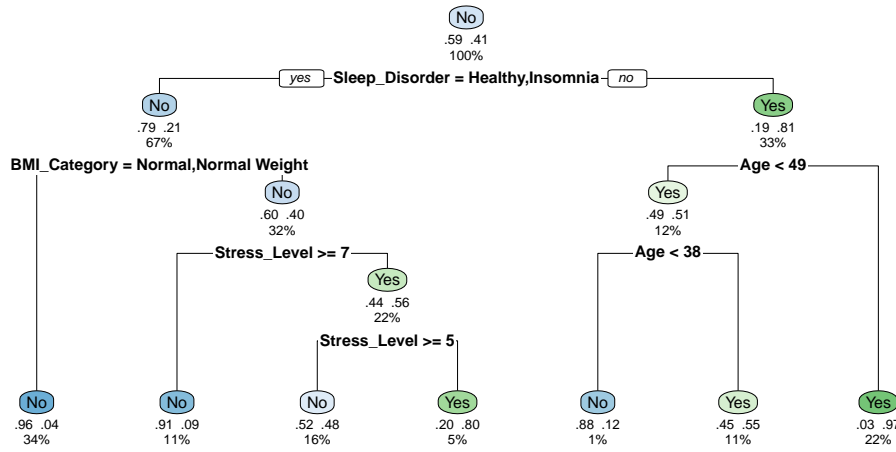 No
.59 .41
100%
yes Sleep_Disorder = Healthy,Insomnia no
No
.79 .21
67%
BMI_Category = Normal,Normal Weight
Yes
.19 .81
33%
Age < 49
No
.60 .40
32%
Stress_Level >= 7
Yes
.49 .51
12%
Age < 38
Yes
.44 .56
22%
Stress_Level >= 5
No
.96 .04
34%
No
.91 .09
11%
No
.52 .48
16%
Yes
.20 .80
5%
No
.88 .12
1%
Yes
.45 .55
11%
Yes
.03 .97
22%